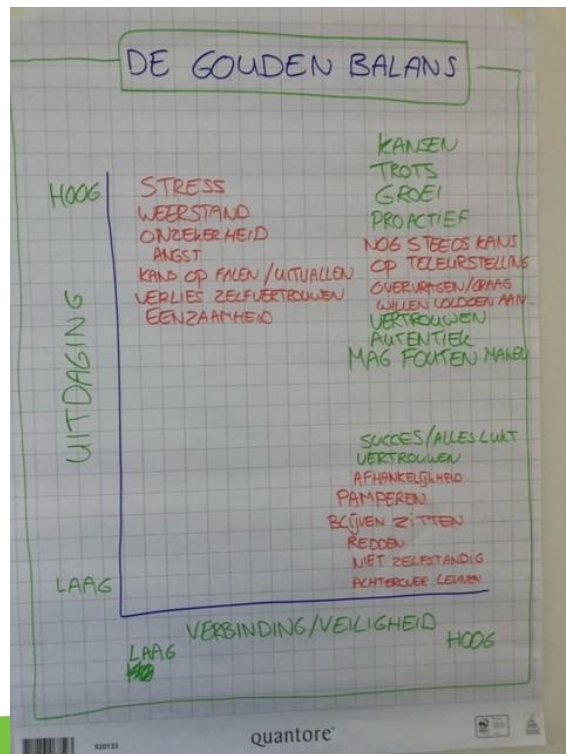 DE GOUDEN BALANS
HOOG
UITDAGING
LAAG
STRESS
WEERSTAND
ONZEKERHEID
ANGST
KANS OP FALEN/UITVALLEN
VERLIES ZELFVERTROUWEN
EENZAAMHEID
KANSEN
TROTS
GROEI
PROACTIEF
NOG STEEDS KANS
OP TELEURSTELLING
OVERVRAGEN/GRAAG
WILLEN VOLDOEN AAN..
VERTROUWEN
AUTENTIEK
MAG FOUTEN MAKEN
SUCCES/ALLES LUKT
VERTROUWEN
AFHANKELIJKHEID
PAMPEREN
BLIJVEN ZITTEN
REDDEN
NIET ZELFSTANDIG
ACHTEROVER LEUNEN
VERBINDING/VEILIGHEID
LAAG
HOOG
920133
quantore